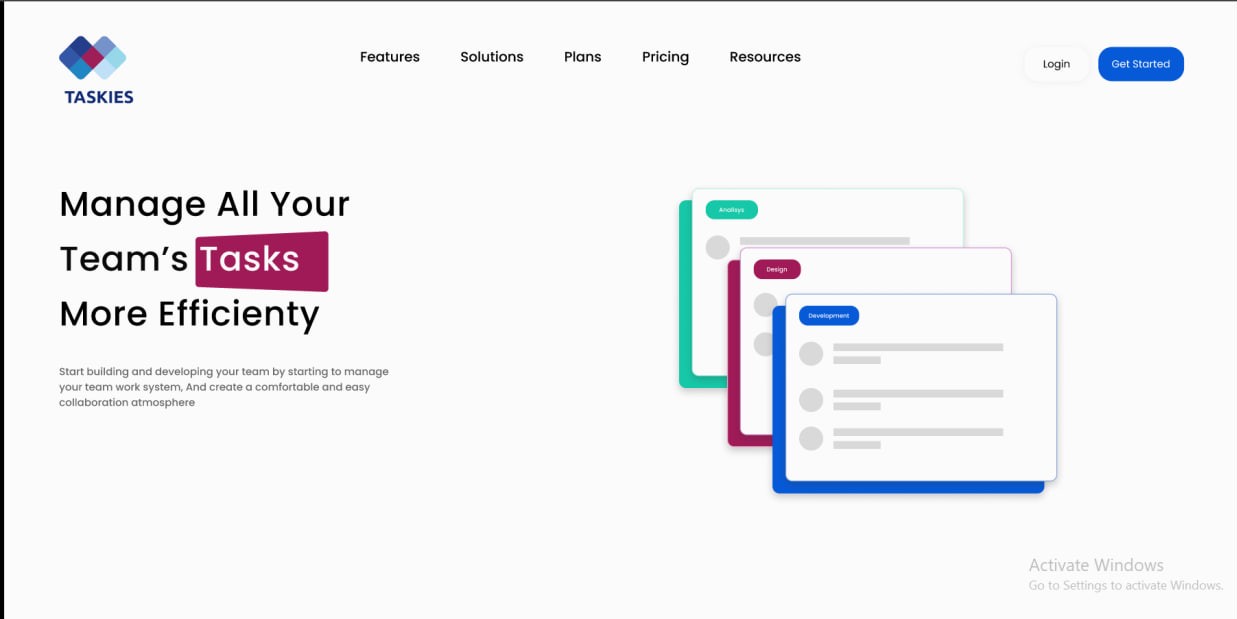 TASKIES
Features Solutions Plans Pricing Resources
Login Get Started
Manage All Your
Team’s Tasks
More Efficienty
Start building and developing your team by starting to manage
your team work system, And create a comfortable and easy
collaboration atmosphere
Analisys
Design
Development
Activate Windows
Go to Settings to activate Windows.